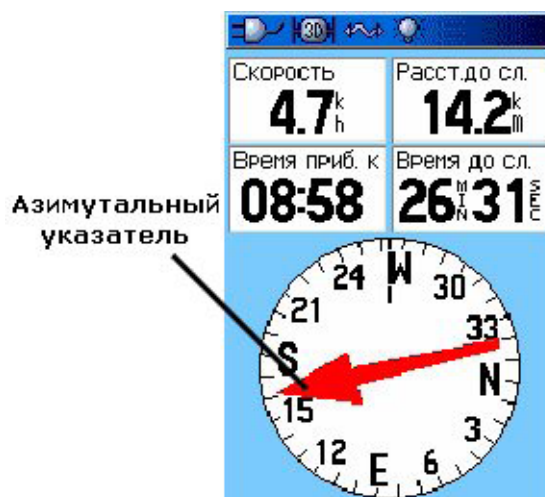 3D
Скорость
4.7 k h
Расст.до сл.
14.2 k m
Время приб. к
08:58
Время до сл.
26 MIN 31 SEC
Азимутальный
указатель
W
24
30
21
33
S
N
15
3
12
6
E